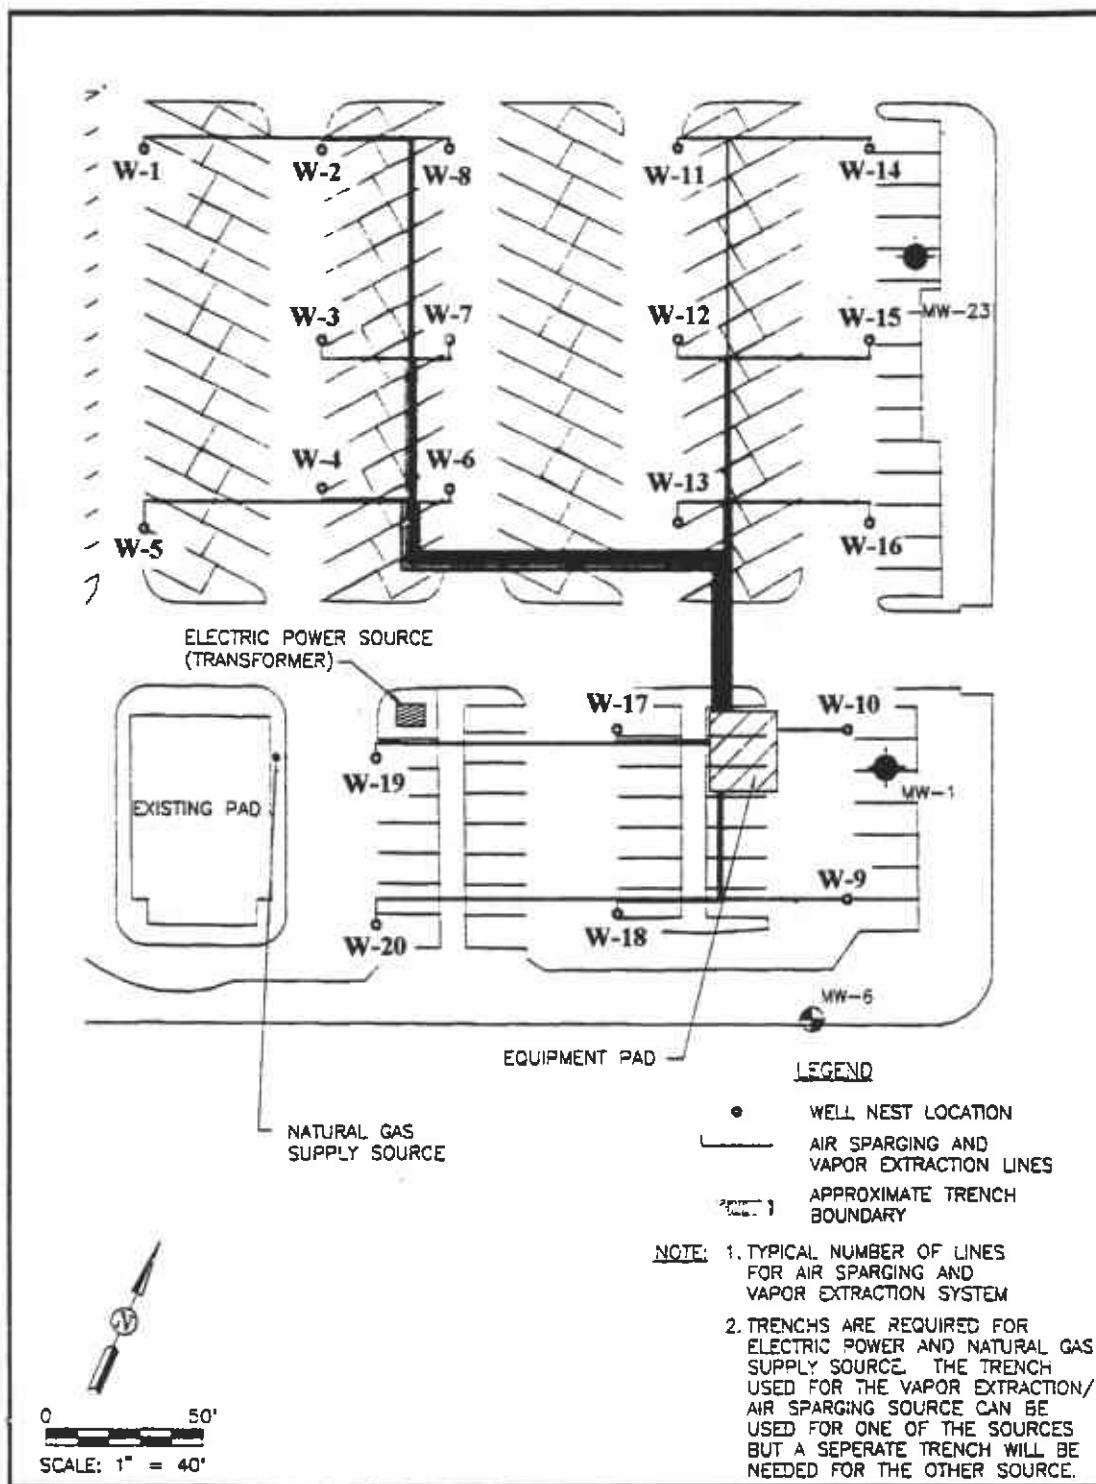 W-1
W-2
W-8
W-11
W-14
W-3
W-7
W-12
W-15
MW-23
W-4
W-6
W-13
W-5
W-16
ELECTRIC POWER SOURCE
(TRANSFORMER)
W-17
W-10
W-19
EXISTING PAD
MW-1
W-9
W-20
W-18
MW-6
EQUIPMENT PAD
NATURAL GAS
SUPPLY SOURCE
LEGEND
WELL NEST LOCATION
AIR SPARGING AND
VAPOR EXTRACTION LINES
APPROXIMATE TRENCH
BOUNDARY
NOTE: 1. TYPICAL NUMBER OF LINES
FOR AIR SPARGING AND
VAPOR EXTRACTION SYSTEM
2. TRENCHS ARE REQUIRED FOR
ELECTRIC POWER AND NATURAL GAS
SUPPLY SOURCE. THE TRENCH
USED FOR THE VAPOR EXTRACTION/
AIR SPARGING SOURCE CAN BE
USED FOR ONE OF THE SOURCES
BUT A SEPERATE TRENCH WILL BE
NEEDED FOR THE OTHER SOURCE.
N
0 50'
SCALE: 1" = 40'